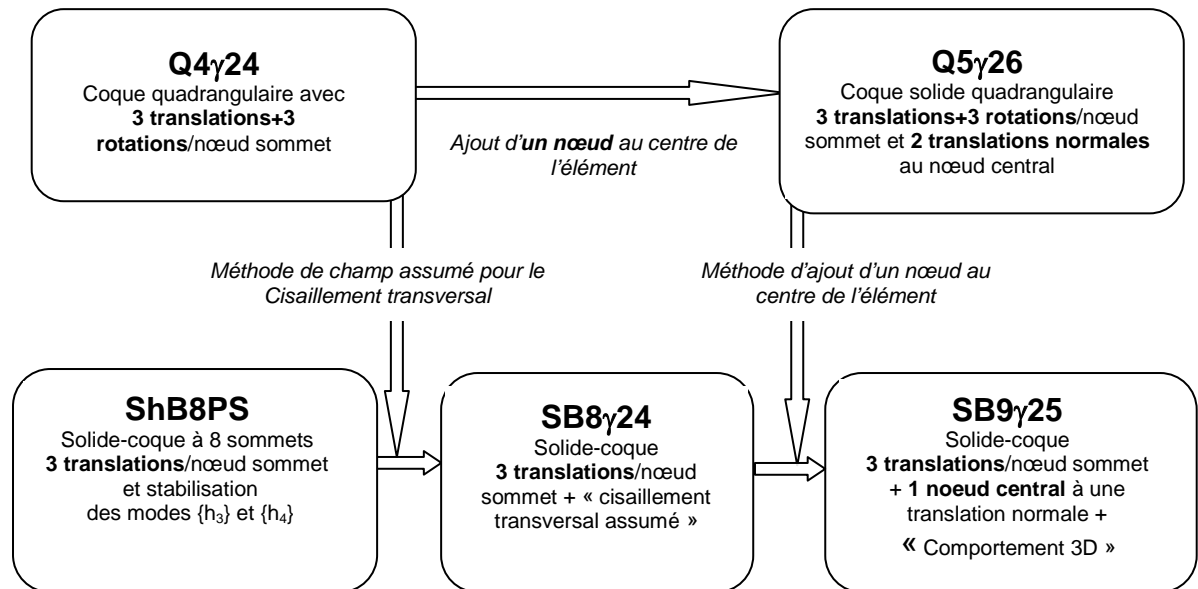 Q4γ24
Coque quadrangulaire avec
3 translations+3
rotations/nœud sommet
Ajout d'un nœud au centre de
l'élément
Q5γ26
Coque solide quadrangulaire
3 translations+3 rotations/nœud
sommet et 2 translations normales
au nœud central
Méthode de champ assumé pour le
Cisaillement transversal
Méthode d'ajout d'un nœud au
centre de l'élément
ShB8PS
Solide-coque à 8 sommets
3 translations/nœud sommet
et stabilisation
des modes {h₃} et {h₄}
SB8γ24
Solide-coque
3 translations/nœud
sommet + « cisaillement
transversal assumé »
SB9γ25
Solide-coque
3 translations/nœud sommet
+ 1 noeud central à une
translation normale +
« Comportement 3D »